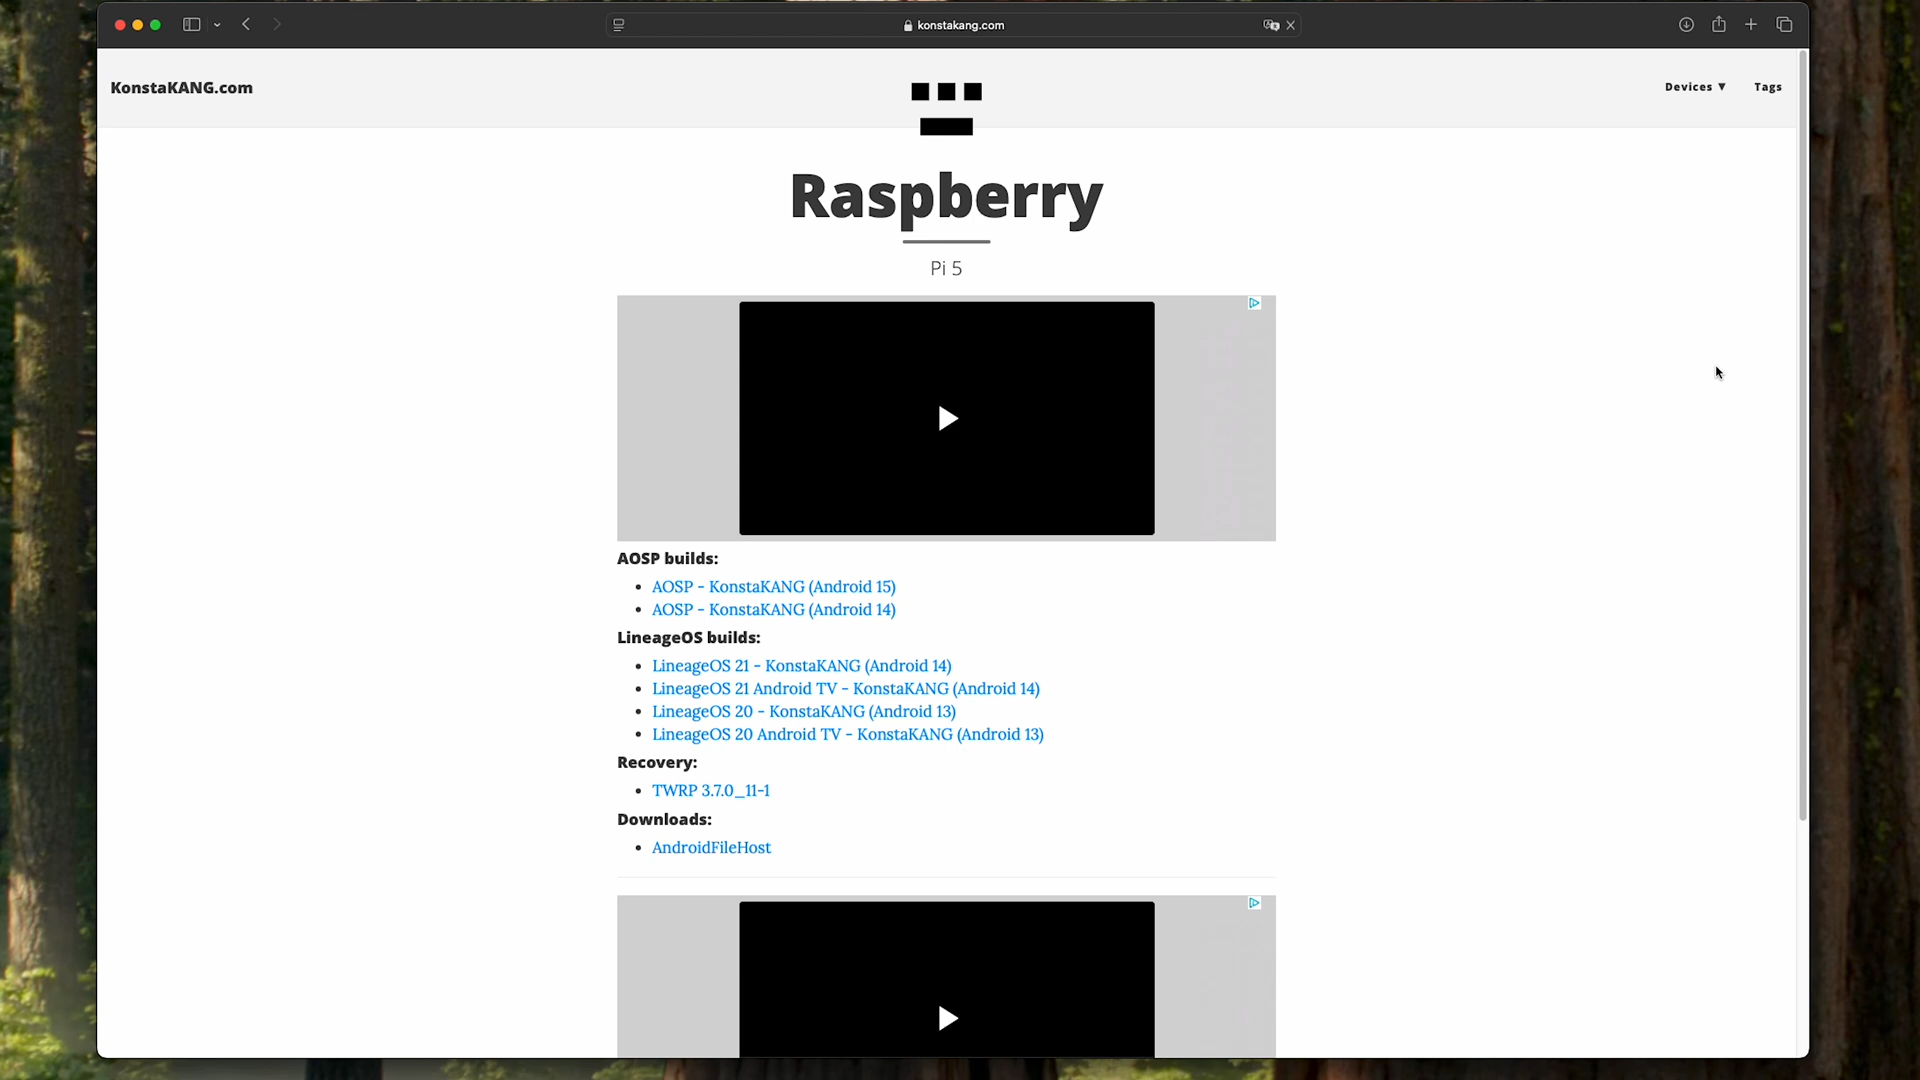 konstakang.com
KonstaKANG.com
Devices ▼
Tags
Raspberry
Pi 5
AOSP builds:
AOSP - KonstaKANG (Android 15)
AOSP - KonstaKANG (Android 14)
LineageOS builds:
LineageOS 21 - KonstaKANG (Android 14)
LineageOS 21 Android TV - KonstaKANG (Android 14)
LineageOS 20 - KonstaKANG (Android 13)
LineageOS 20 Android TV - KonstaKANG (Android 13)
Recovery:
TWRP 3.7.0_11-1
Downloads:
AndroidFileHost